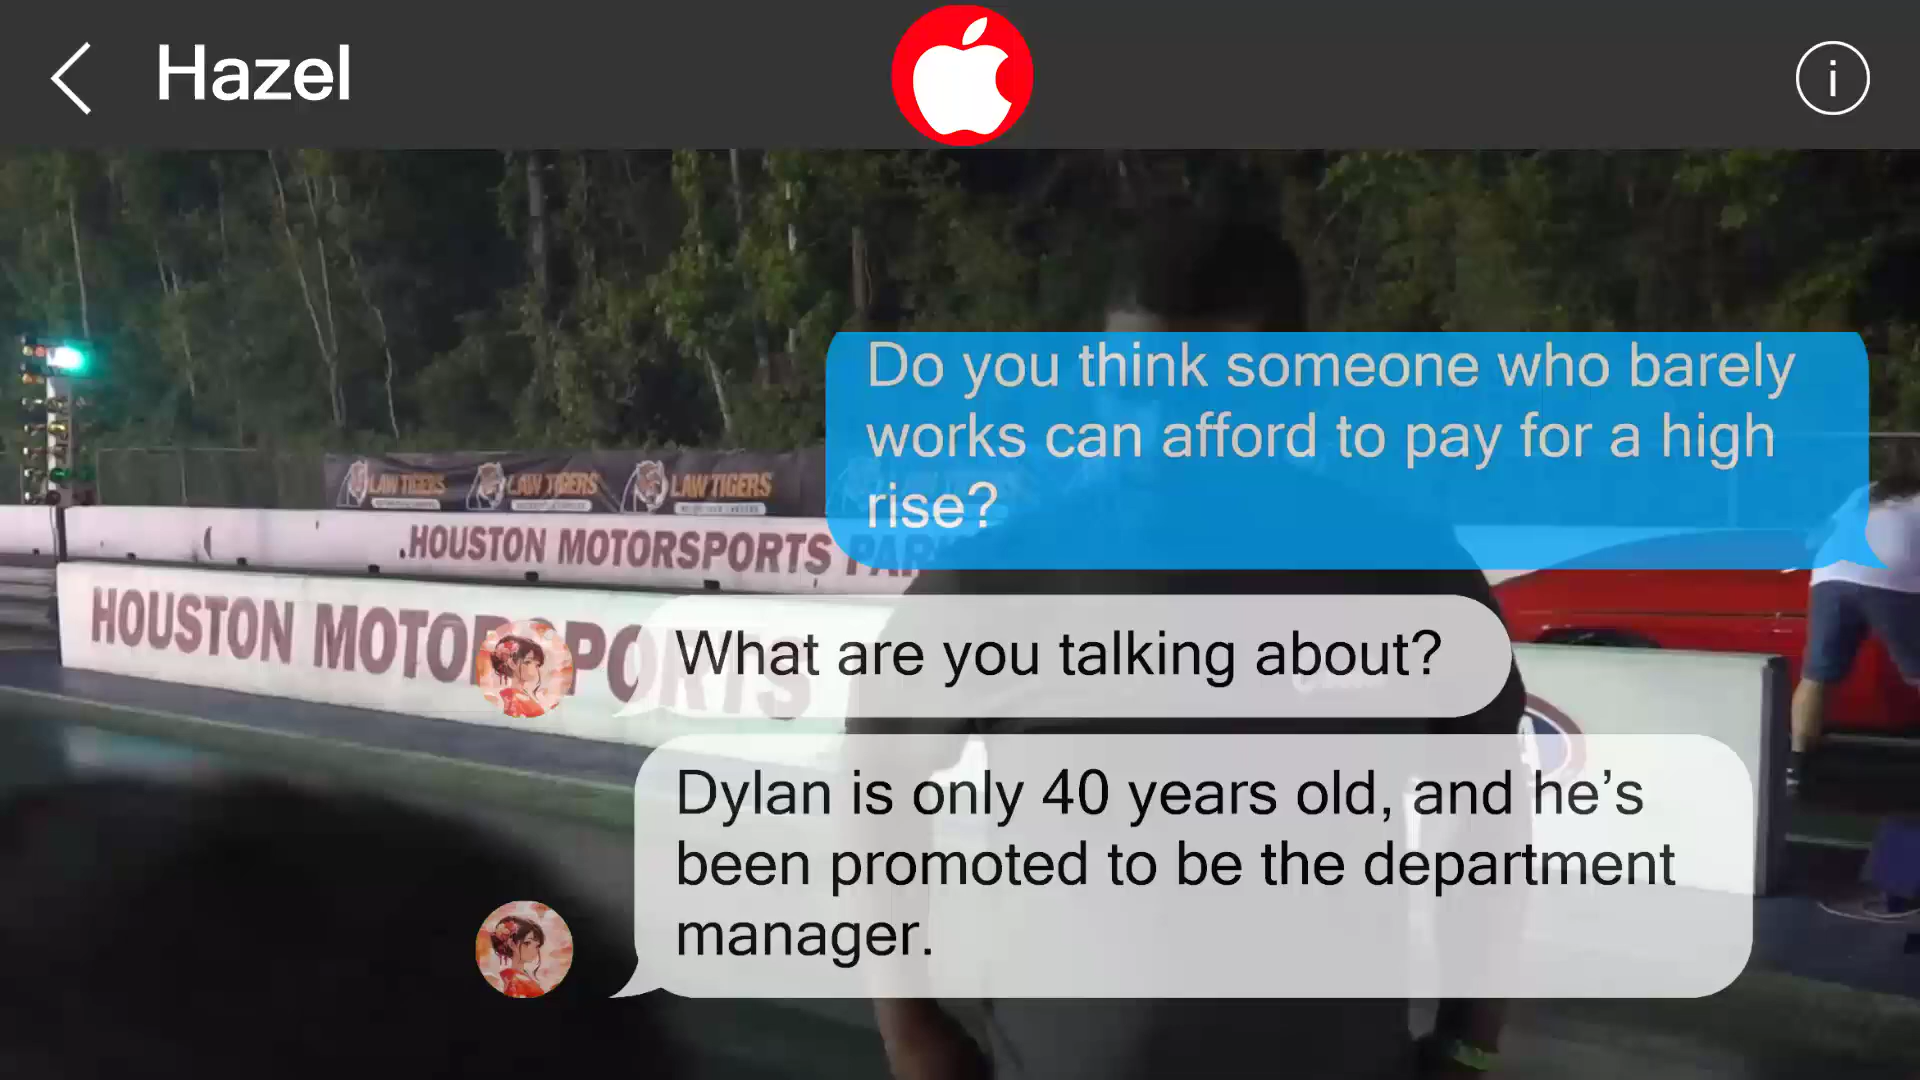 Hazel
Do you think someone who barely
works can afford to pay for a high
rise?
LAW TIGERS LAW TIGERS LAW TIGERS
.HOUSTON MOTORSPORTS PARK
HOUSTON MOTORSPORTS
What are you talking about?
Dylan is only 40 years old, and he’s
been promoted to be the department
manager.